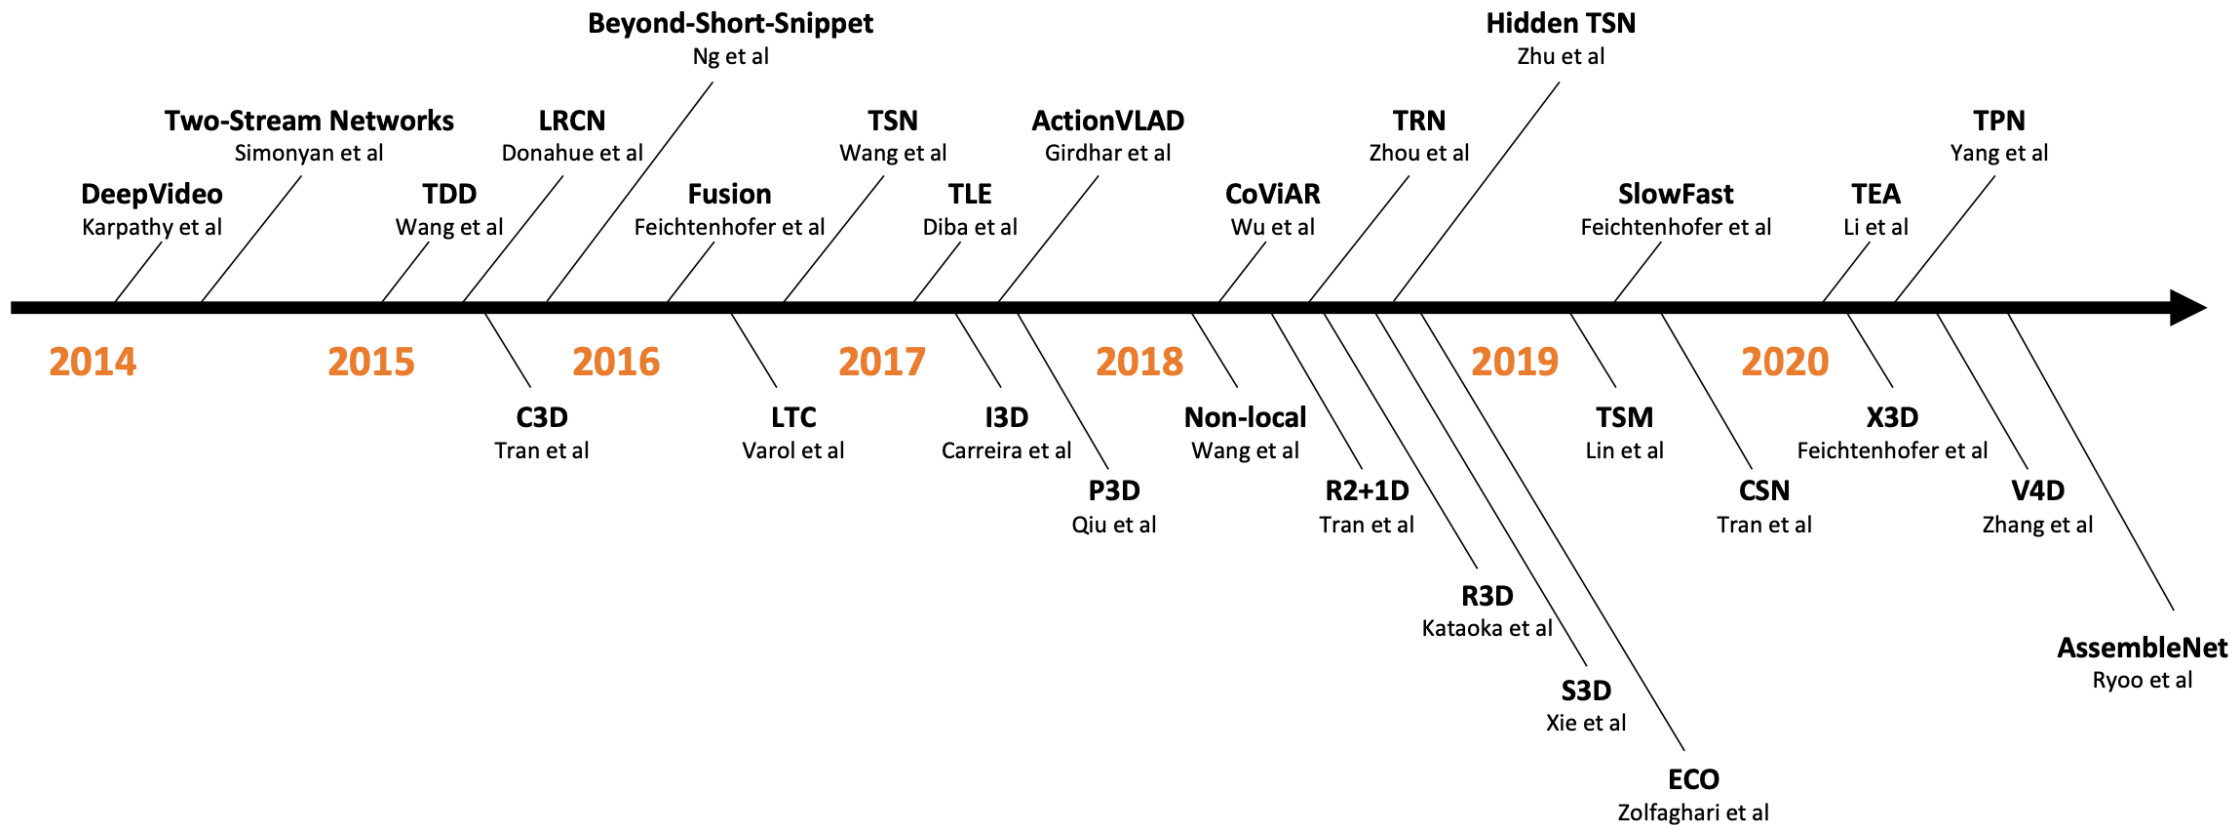 Beyond-Short-Snippet
Ng et al
Hidden TSN
Zhu et al
Two-Stream Networks
Simonyan et al
LRCN
Donahue et al
TSN
Wang et al
ActionVLAD
Girdhar et al
TRN
Zhou et al
TPN
Yang et al
DeepVideo
Karpathy et al
TDD
Wang et al
Fusion
Feichtenhofer et al
TLE
Diba et al
CoViAR
Wu et al
SlowFast
Feichtenhofer et al
TEA
Li et al
2014
2015
2016
2017
2018
2019
2020
C3D
Tran et al
LTC
Varol et al
I3D
Carreira et al
Non-local
Wang et al
TSM
Lin et al
X3D
Feichtenhofer et al
P3D
Qiu et al
R2+1D
Tran et al
CSN
Tran et al
V4D
Zhang et al
R3D
Kataoka et al
AssembleNet
Ryoo et al
S3D
Xie et al
ECO
Zolfaghari et al